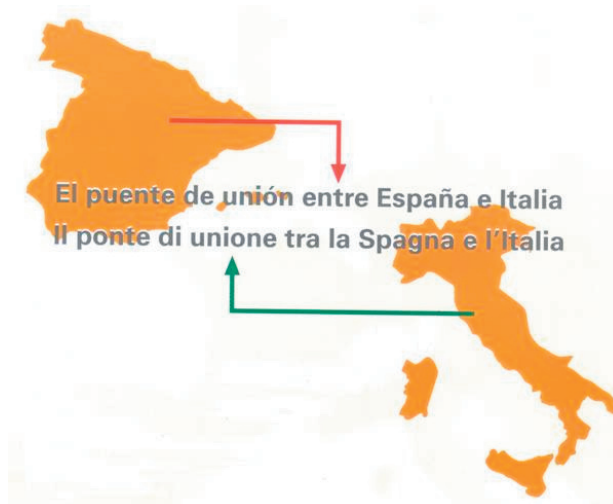 El puente de unión entre España e Italia
Il ponte di unione tra la Spagna e l'Italia